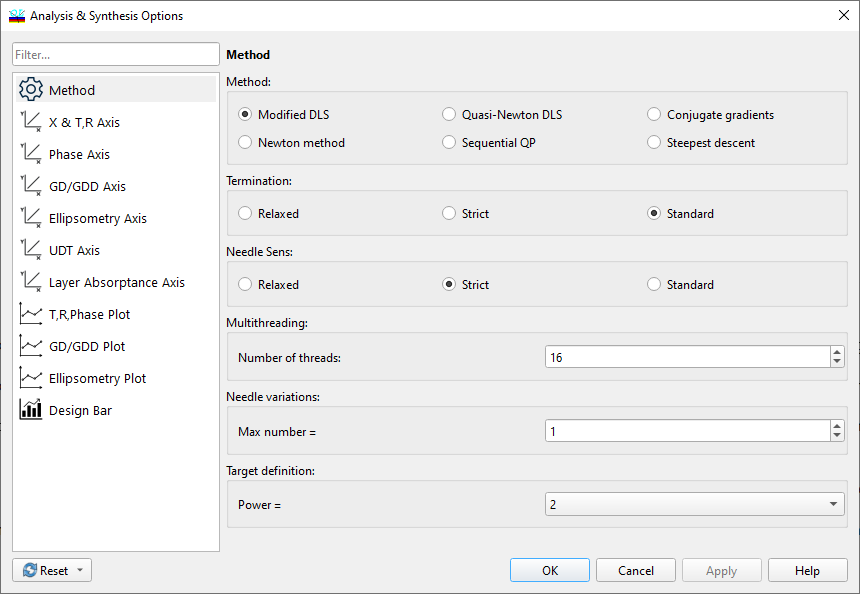 Analysis & Synthesis Options
Filter...
Method
X & T,R Axis
Phase Axis
GD/GDD Axis
Ellipsometry Axis
UDT Axis
Layer Absorptance Axis
T,R,Phase Plot
GD/GDD Plot
Ellipsometry Plot
Design Bar
Method
Method:
Modified DLS Quasi-Newton DLS Conjugate gradients
Newton method Sequential QP Steepest descent
Termination:
Relaxed Strict Standard
Needle Sens:
Relaxed Strict Standard
Multithreading:
Number of threads: 16
Needle variations:
Max number = 1
Target definition:
Power = 2
Reset OK Cancel Apply Help